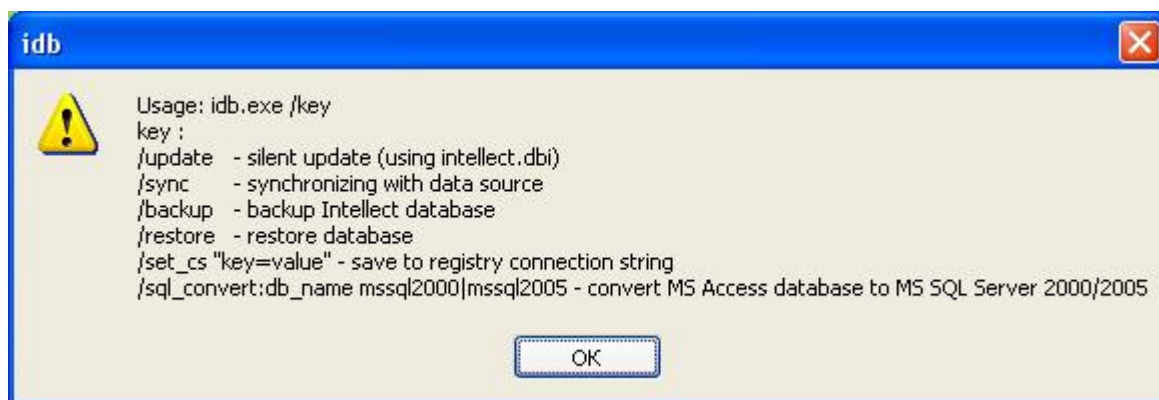 idb
Usage: idb.exe /key
key :
/update - silent update (using intellect.dbi)
/sync - synchronizing with data source
/backup - backup Intellect database
/restore - restore database
/set_cs "key=value" - save to registry connection string
/sql_convert:db_name mssql2000|mssql2005 - convert MS Access database to MS SQL Server 2000/2005
OK